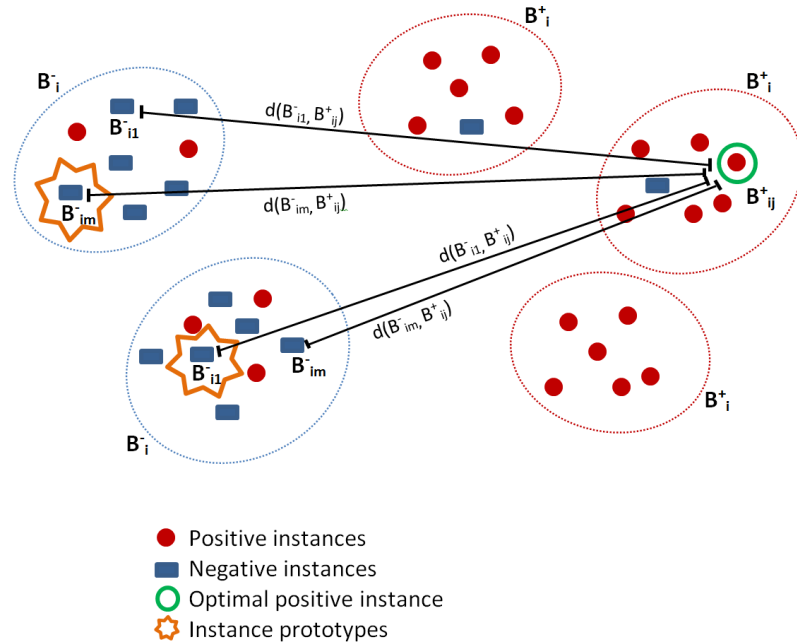 B⁺ᵢ
B⁻ᵢ
B⁺ᵢ
B⁻ᵢ₁
d(B⁻ᵢ₁, B⁺ᵢⱼ)
B⁻ᵢₘ
d(B⁻ᵢₘ, B⁺ᵢⱼ)
B⁺ᵢⱼ
d(B⁻ᵢ₁, B⁺ᵢⱼ)
d(B⁻ᵢₘ, B⁺ᵢⱼ)
B⁻ᵢ₁
B⁻ᵢₘ
B⁻ᵢ
B⁺ᵢ
Positive instances
Negative instances
Optimal positive instance
Instance prototypes